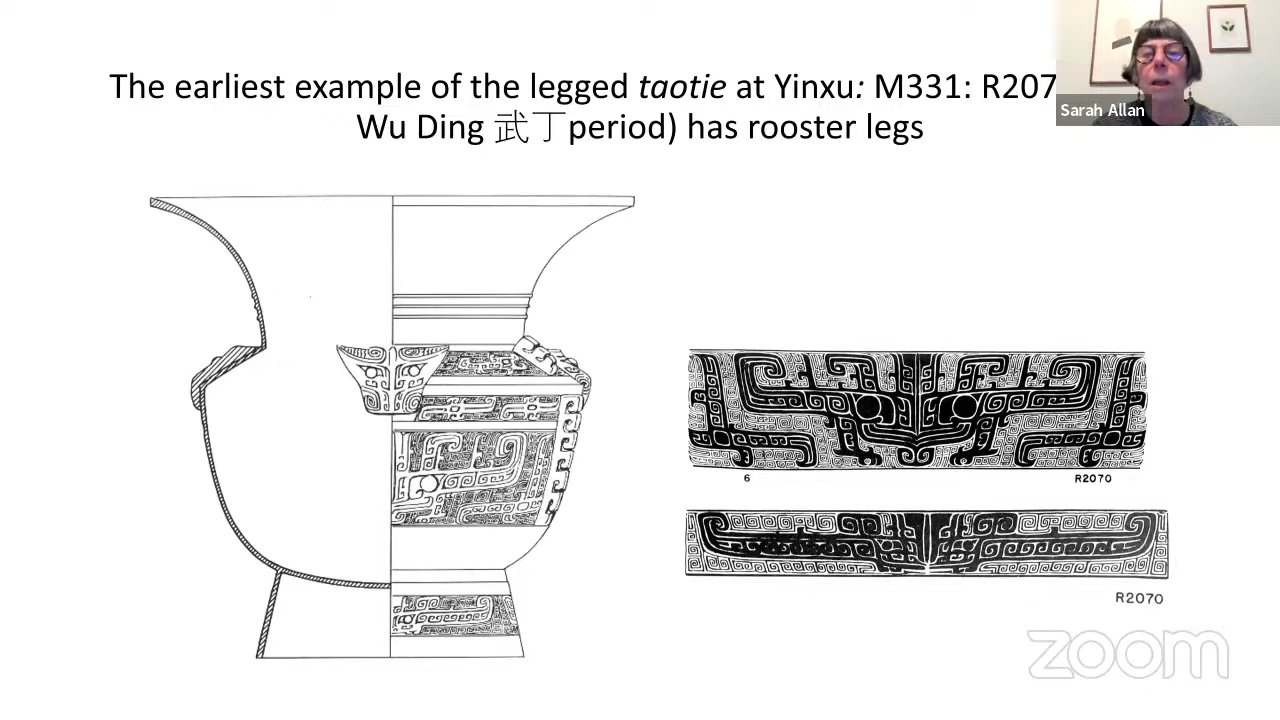 The earliest example of the legged taotie at Yinxu: M331: R207
Wu Ding 武丁period) has rooster legs
Sarah Allan
6
R2070
R2070
zoom